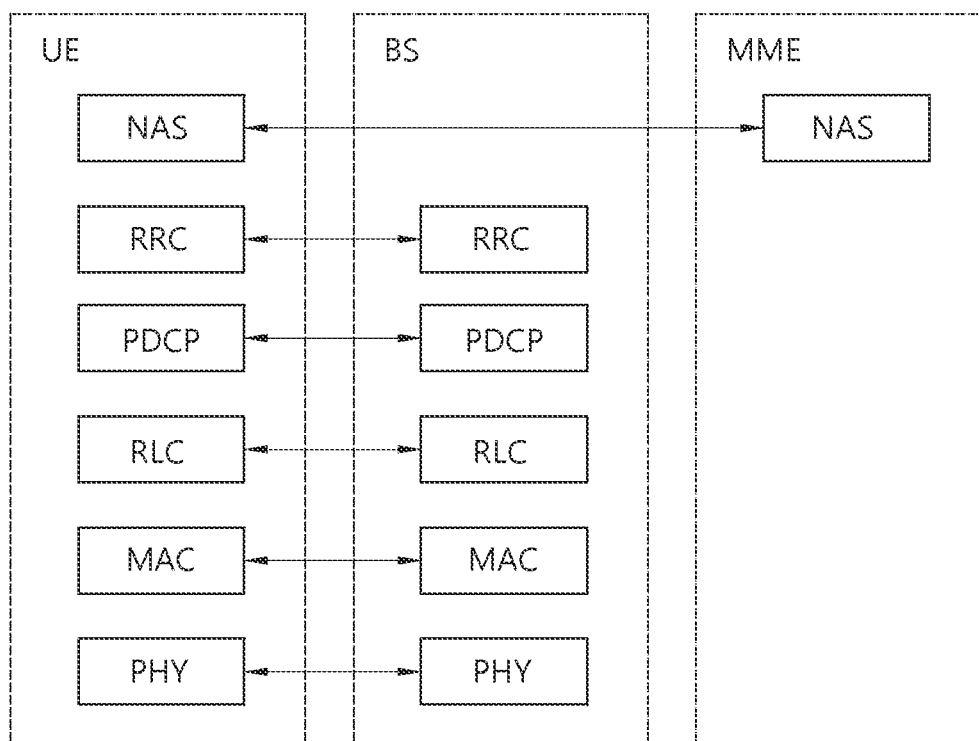 UE BS MME
NAS NAS
RRC RRC
PDCP PDCP
RLC RLC
MAC MAC
PHY PHY